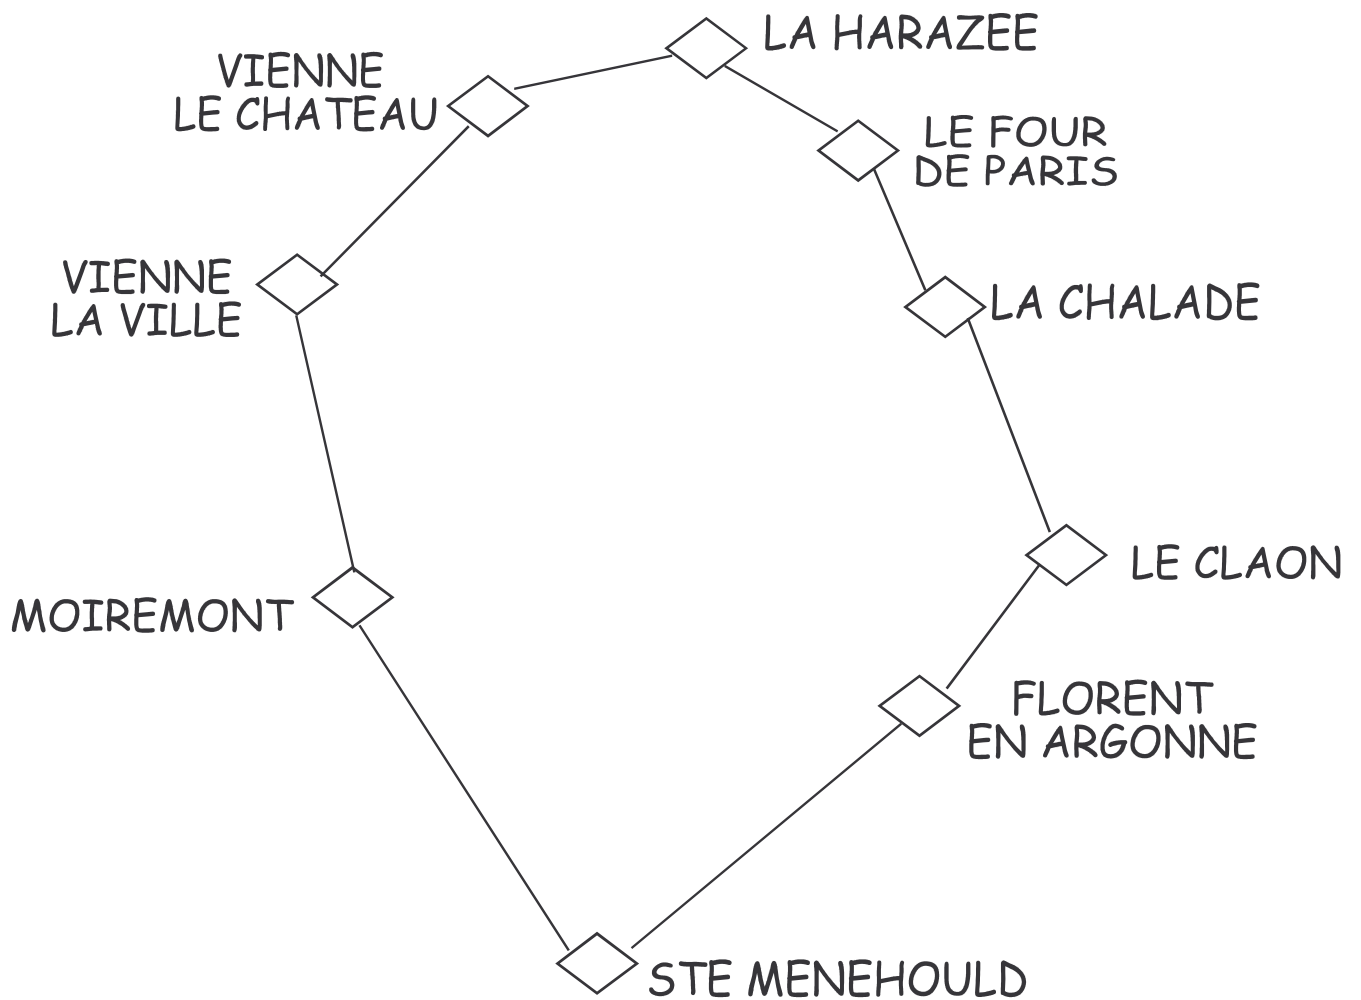 LA HARAZEE
VIENNE
LE CHATEAU
LE FOUR
DE PARIS
VIENNE
LA VILLE
LA CHALADE
LE CLAON
MOIREMONT
FLORENT
EN ARGONNE
STE MENEHOULD